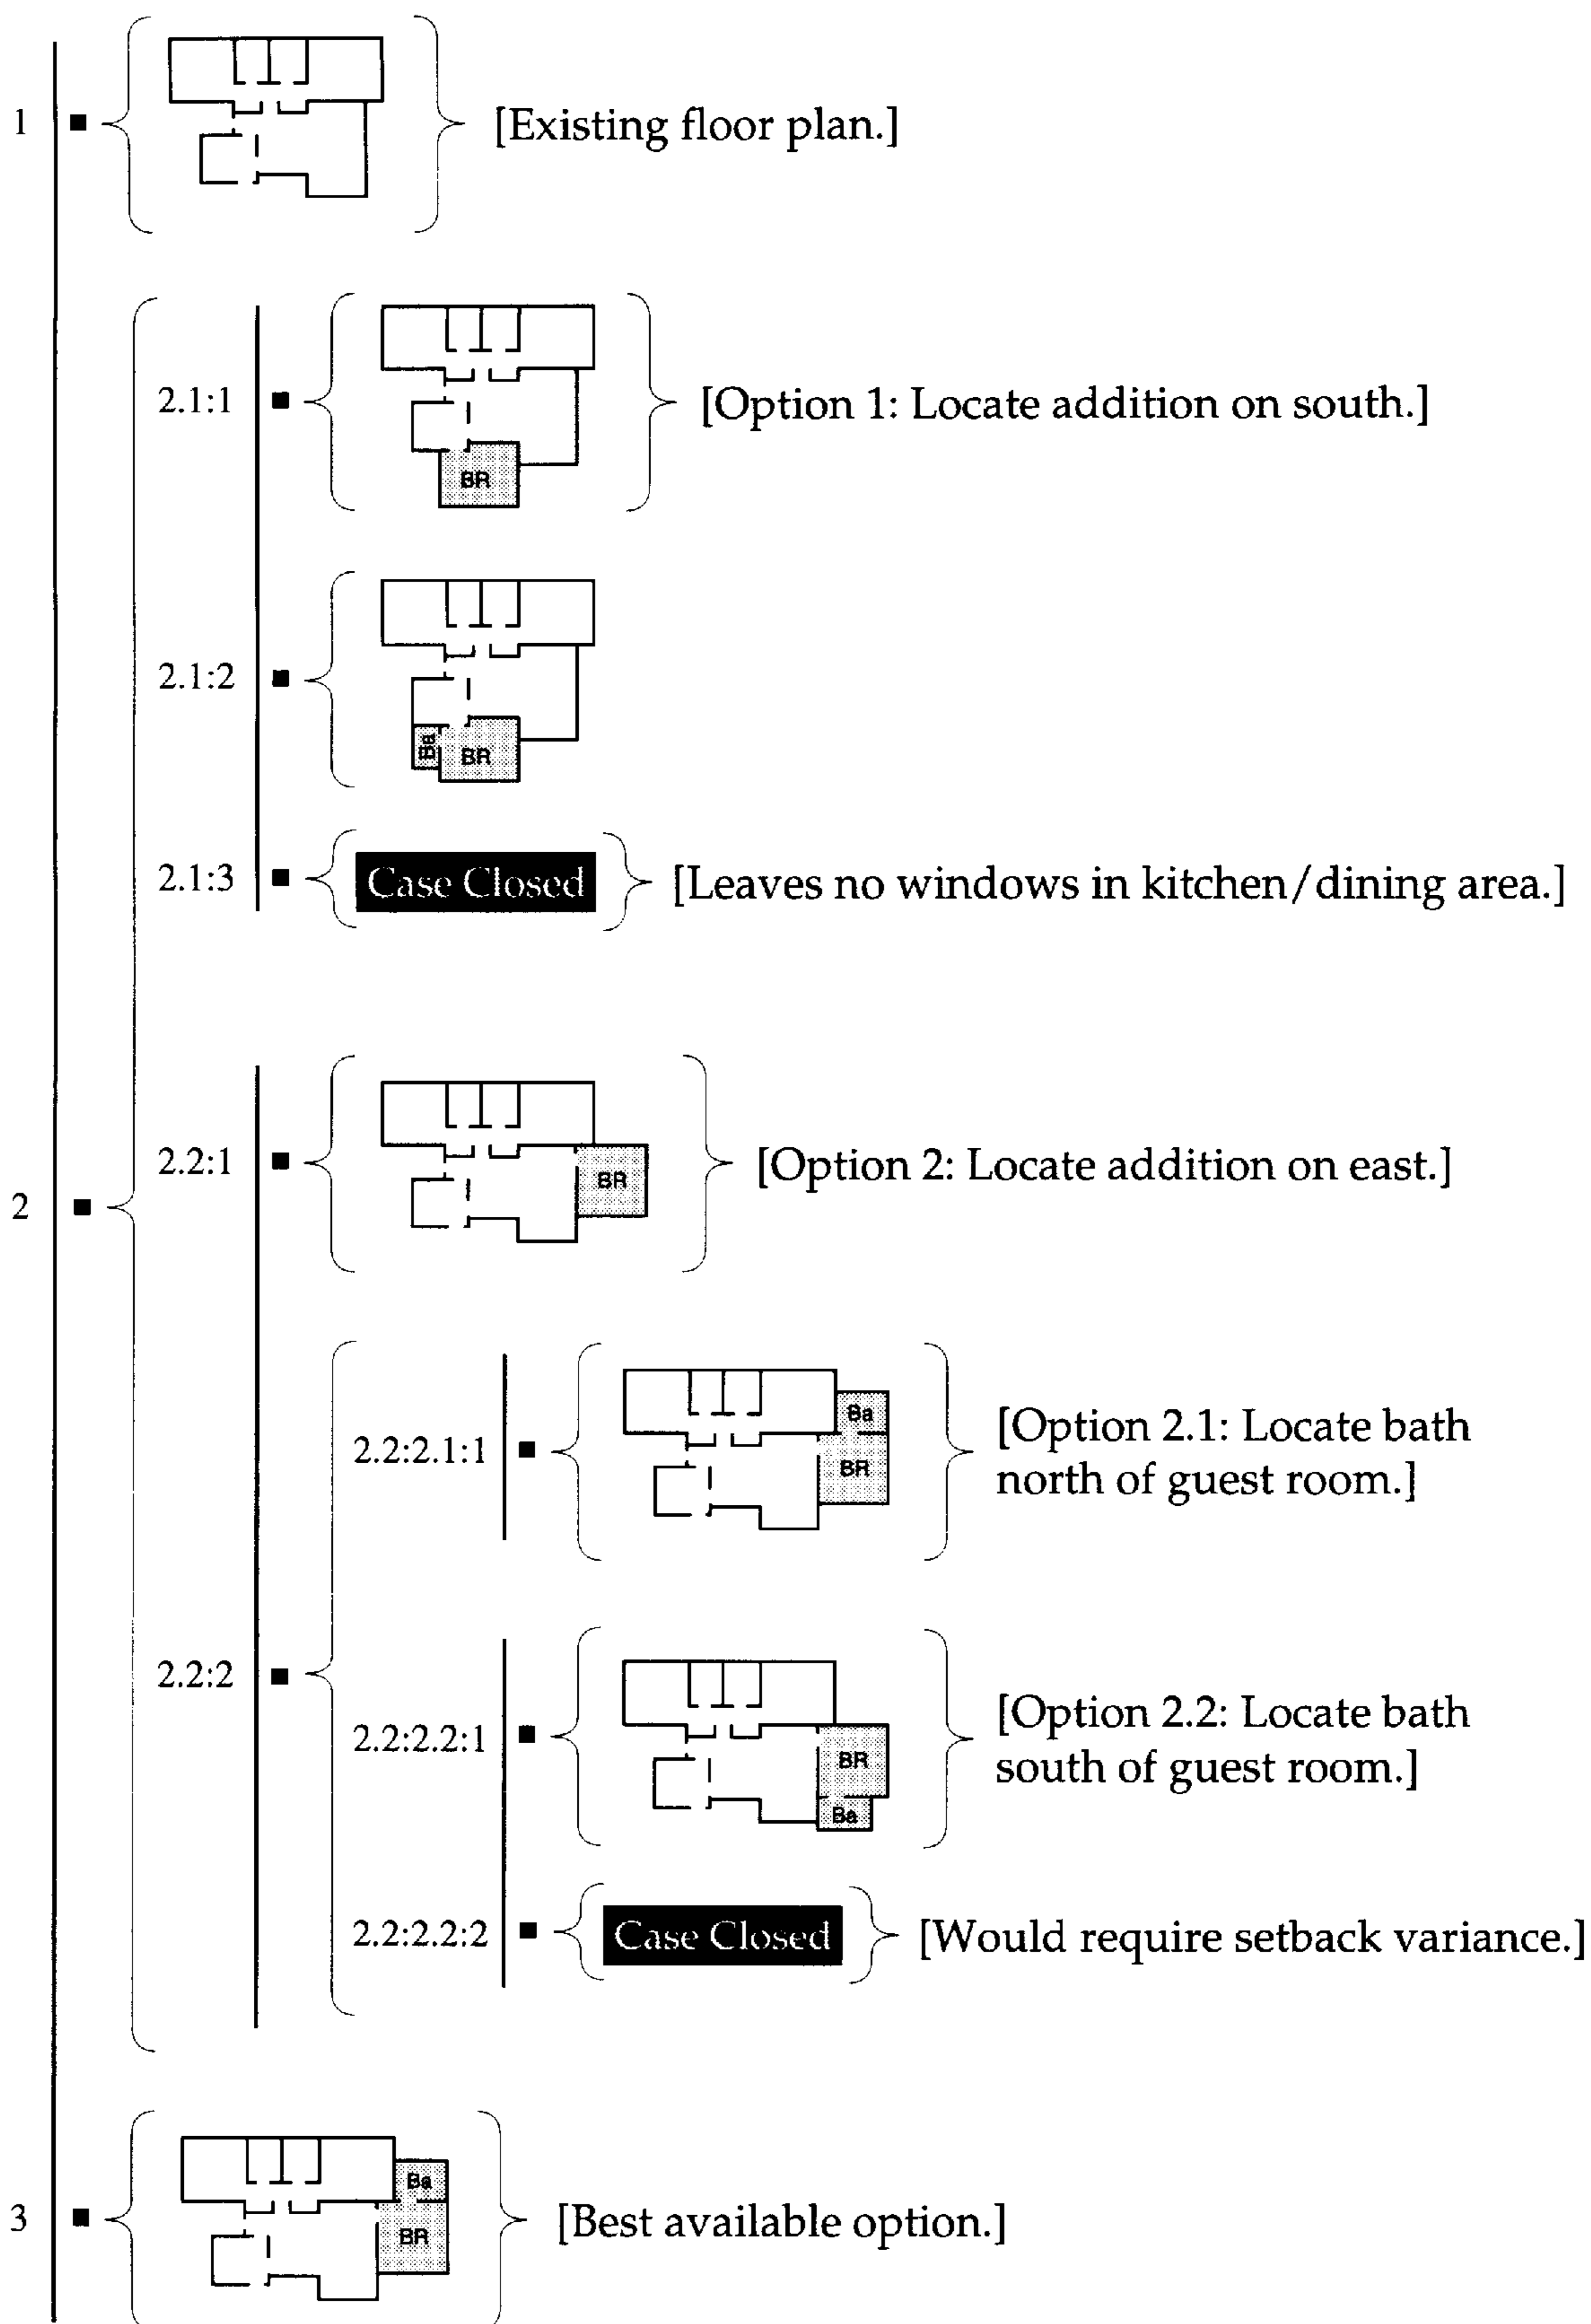 1
[Existing floor plan.]
2.1:1
BR
[Option 1: Locate addition on south.]
2.1:2
Ba
BR
2.1:3
Case Closed
[Leaves no windows in kitchen/dining area.]
2
2.2:1
BR
[Option 2: Locate addition on east.]
2.2:2
2.2:2.1:1
Ba
BR
[Option 2.1: Locate bath
north of guest room.]
2.2:2.2:1
BR
Ba
[Option 2.2: Locate bath
south of guest room.]
2.2:2.2:2
Case Closed
[Would require setback variance.]
3
Ba
BR
[Best available option.]